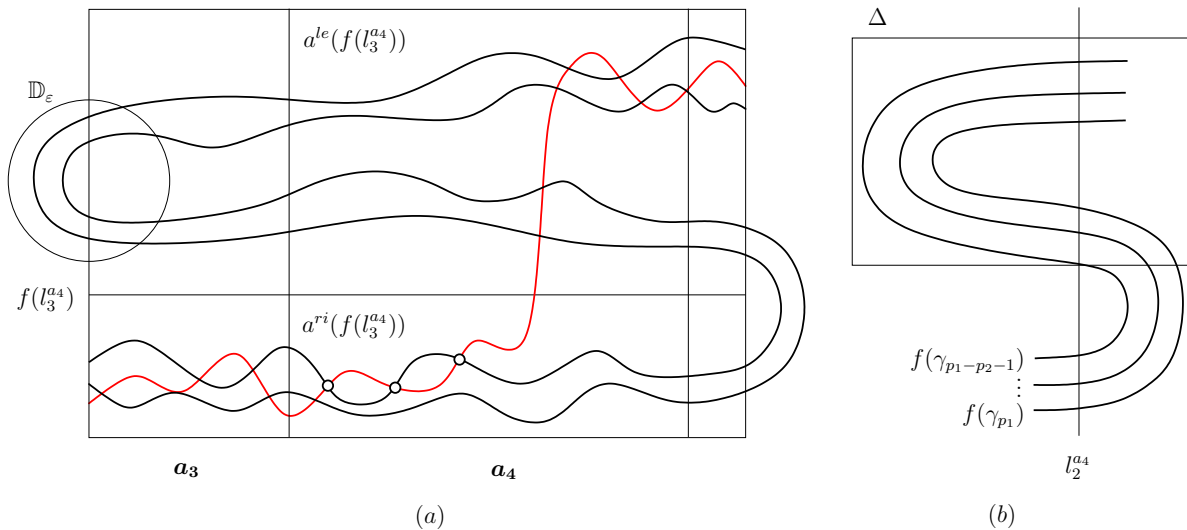 a^{le}(f(l_3^{a_4}))
𝔻_ε
f(l_3^{a_4})
a^{ri}(f(l_3^{a_4}))
a_3
a_4
(a)
Δ
f(γ_{p_1-p_2-1})
⋮
f(γ_{p_1})
l_2^{a_4}
(b)